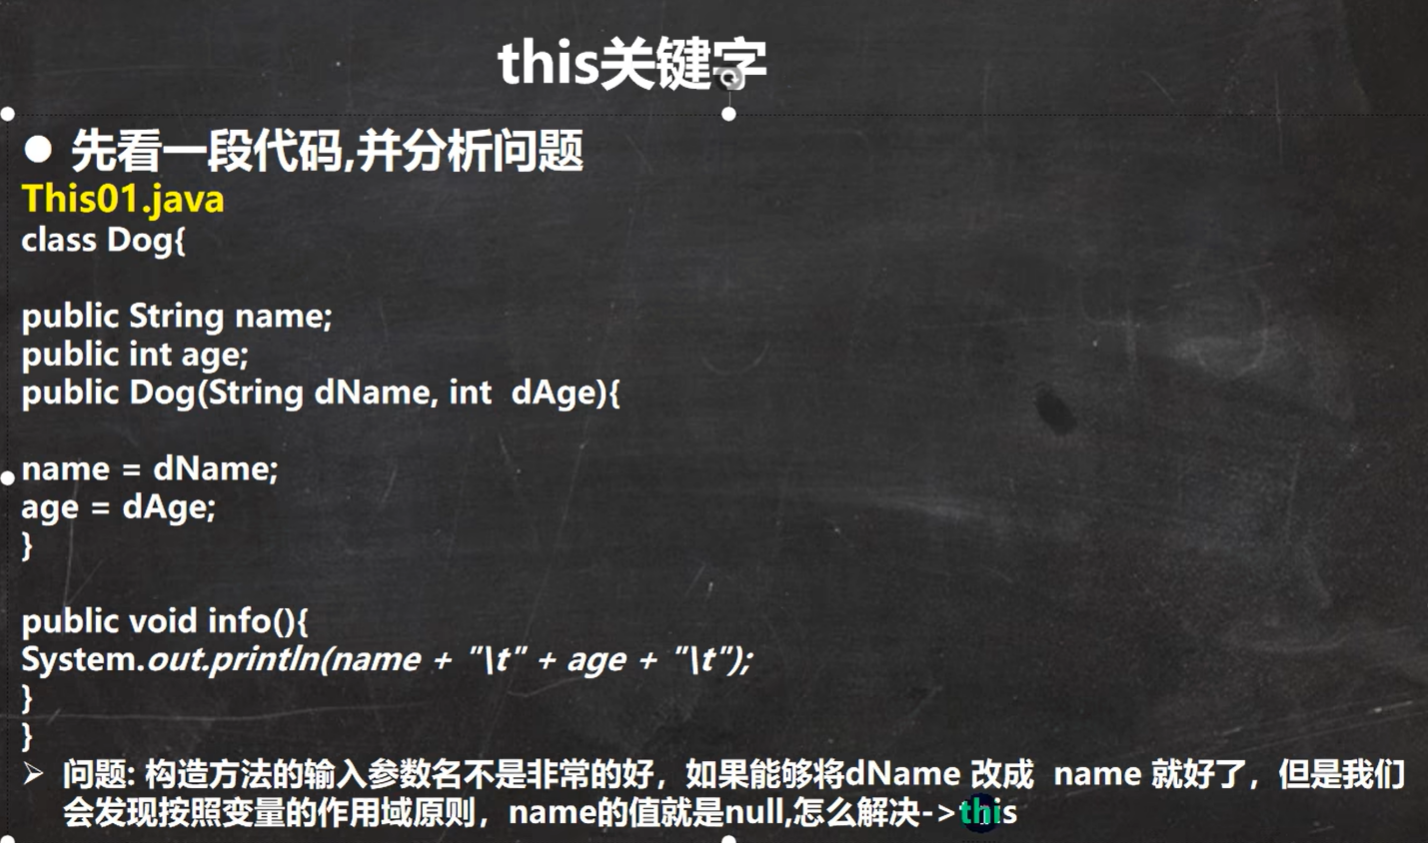 this关键字
● 先看一段代码,并分析问题
This01.java
class Dog{
public String name;
public int age;
public Dog(String dName, int  dAge){
name = dName;
age = dAge;
}
public void info(){
System.out.println(name + "\t" + age + "\t");
}
}
➢ 问题: 构造方法的输入参数名不是非常的好，如果能够将dName 改成  name 就好了，但是我们
会发现按照变量的作用域原则，name的值就是null,怎么解决->this